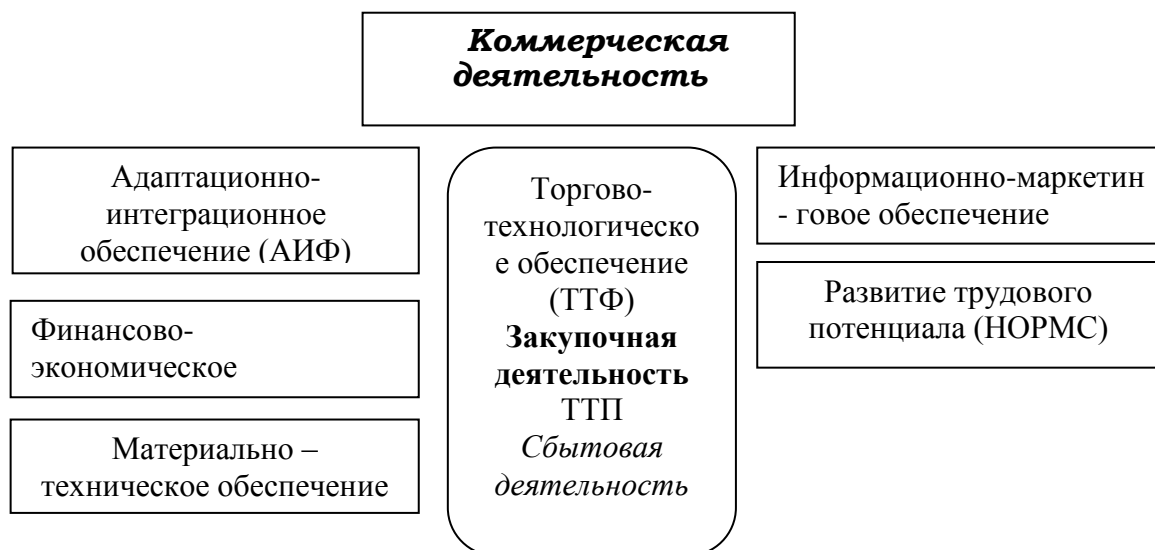 Коммерческая
деятельность
Адаптационно-
интеграционное
обеспечение (АИФ)
Финансово-
экономическое
Материально –
техническое обеспечение
Торгово-
технологическо
е обеспечение
(ТТФ)
Закупочная
деятельность
ТТП
Сбытовая
деятельность
Информационно-маркетин
- говое обеспечение
Развитие трудового
потенциала (НОРМС)